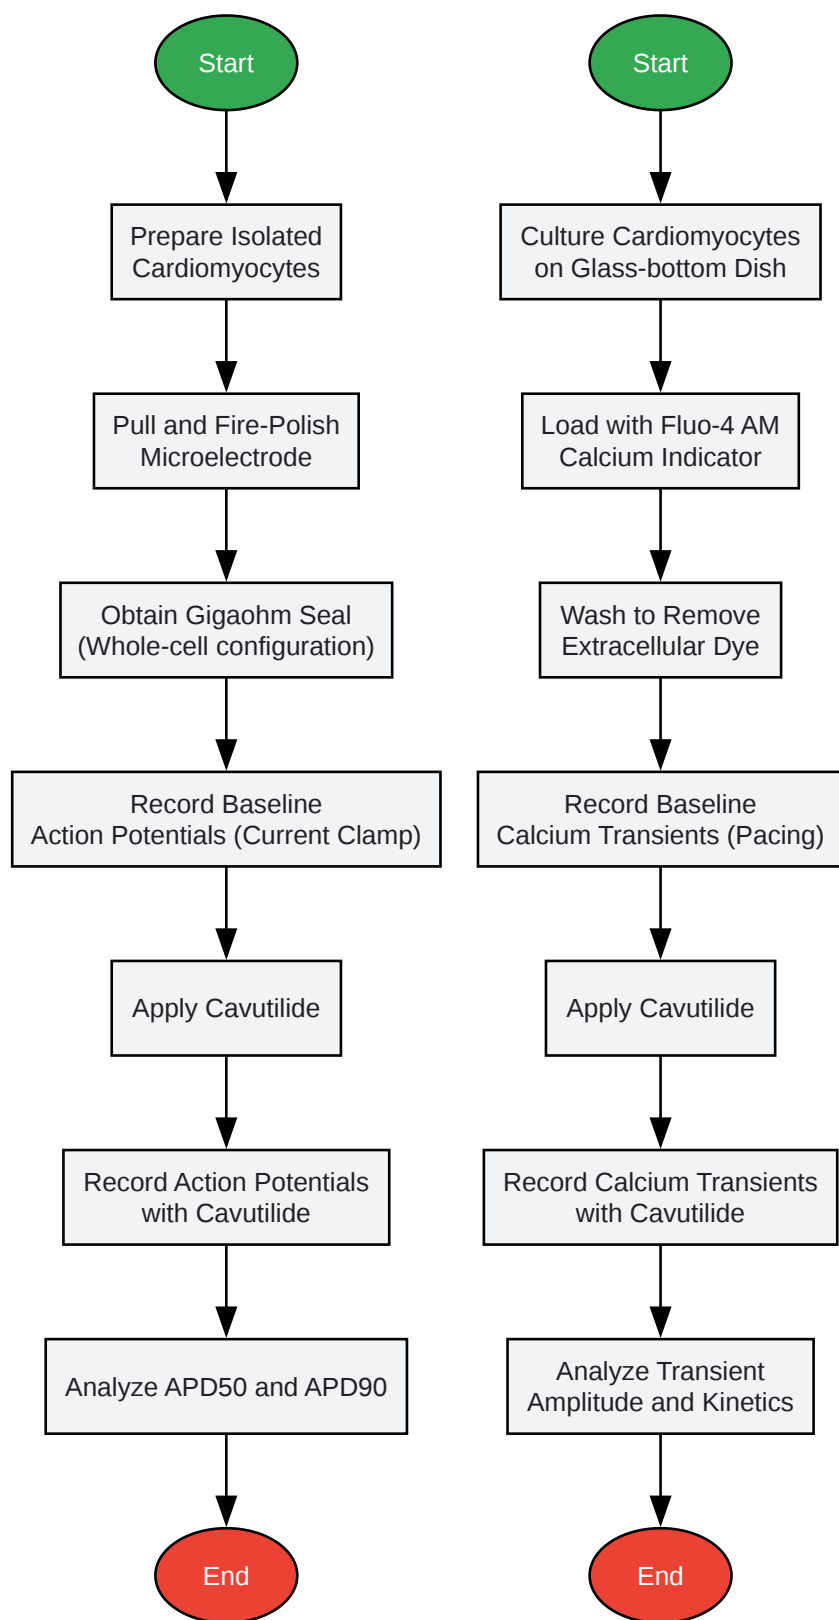 Start
Prepare Isolated
Cardiomyocytes
Pull and Fire-Polish
Microelectrode
Obtain Gigaohm Seal
(Whole-cell configuration)
Record Baseline
Action Potentials (Current Clamp)
Apply Cavutilide
Record Action Potentials
with Cavutilide
Analyze APD50 and APD90
End
Start
Culture Cardiomyocytes
on Glass-bottom Dish
Load with Fluo-4 AM
Calcium Indicator
Wash to Remove
Extracellular Dye
Record Baseline
Calcium Transients (Pacing)
Apply Cavutilide
Record Calcium Transients
with Cavutilide
Analyze Transient
Amplitude and Kinetics
End